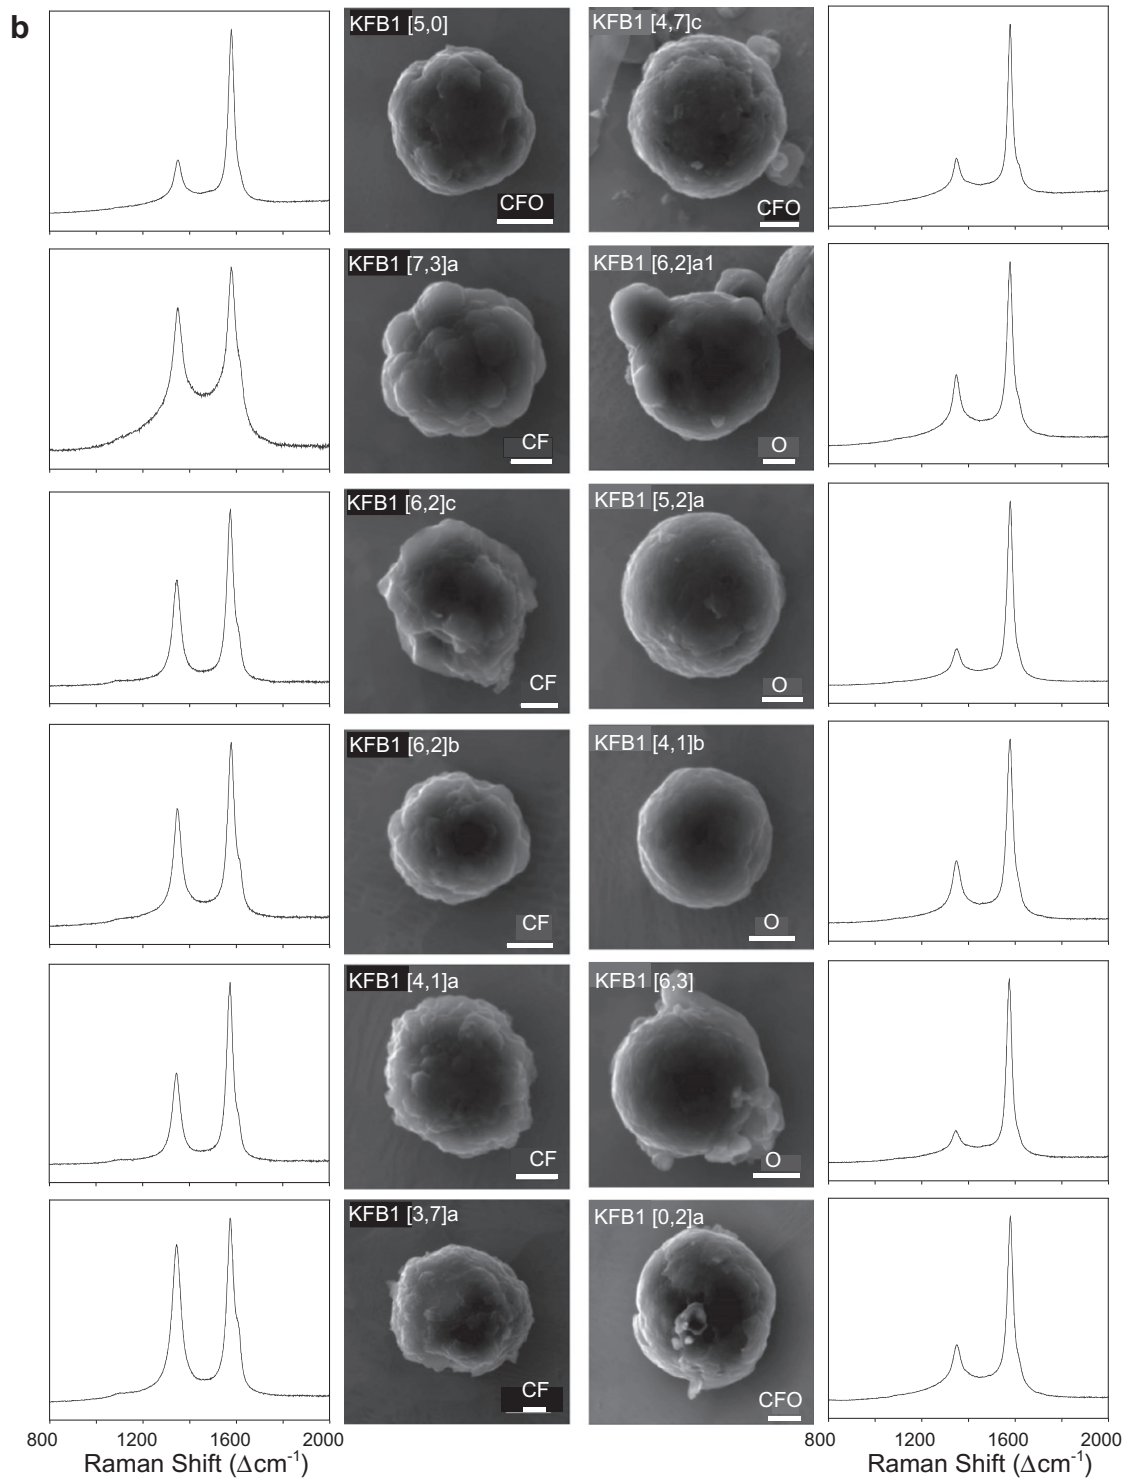 b
KFB1 [5,0]
CFO
KFB1 [4,7]c
CFO
KFB1 [7,3]a
CF
KFB1 [6,2]a1
O
KFB1 [6,2]c
CF
KFB1 [5,2]a
O
KFB1 [6,2]b
CF
KFB1 [4,1]b
O
KFB1 [4,1]a
CF
KFB1 [6,3]
O
KFB1 [3,7]a
CF
KFB1 [0,2]a
CFO
800 1200 1600 2000
Raman Shift (Δcm⁻¹)
800 1200 1600 2000
Raman Shift (Δcm⁻¹)